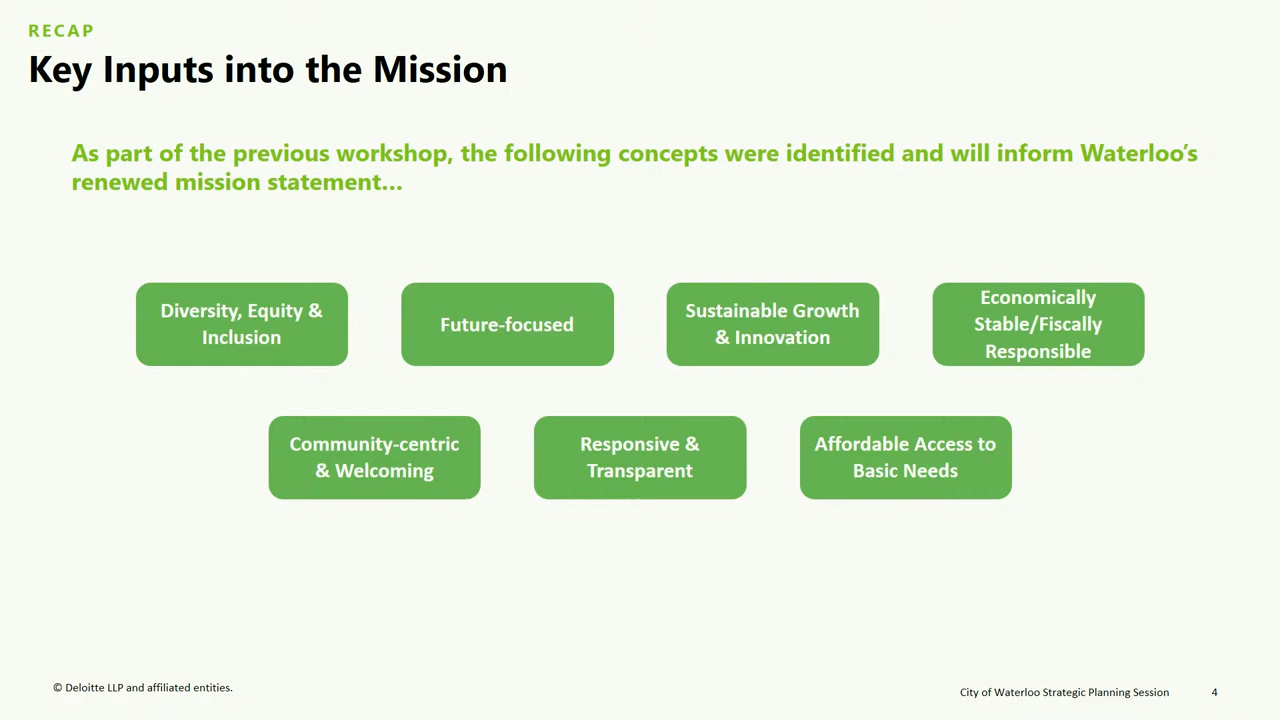 RECAP
Key Inputs into the Mission
As part of the previous workshop, the following concepts were identified and will inform Waterloo’s
renewed mission statement…
Diversity, Equity &
Inclusion
Future-focused
Sustainable Growth
& Innovation
Economically
Stable/Fiscally
Responsible
Community-centric
& Welcoming
Responsive &
Transparent
Affordable Access to
Basic Needs
© Deloitte LLP and affiliated entities.
City of Waterloo Strategic Planning Session
4